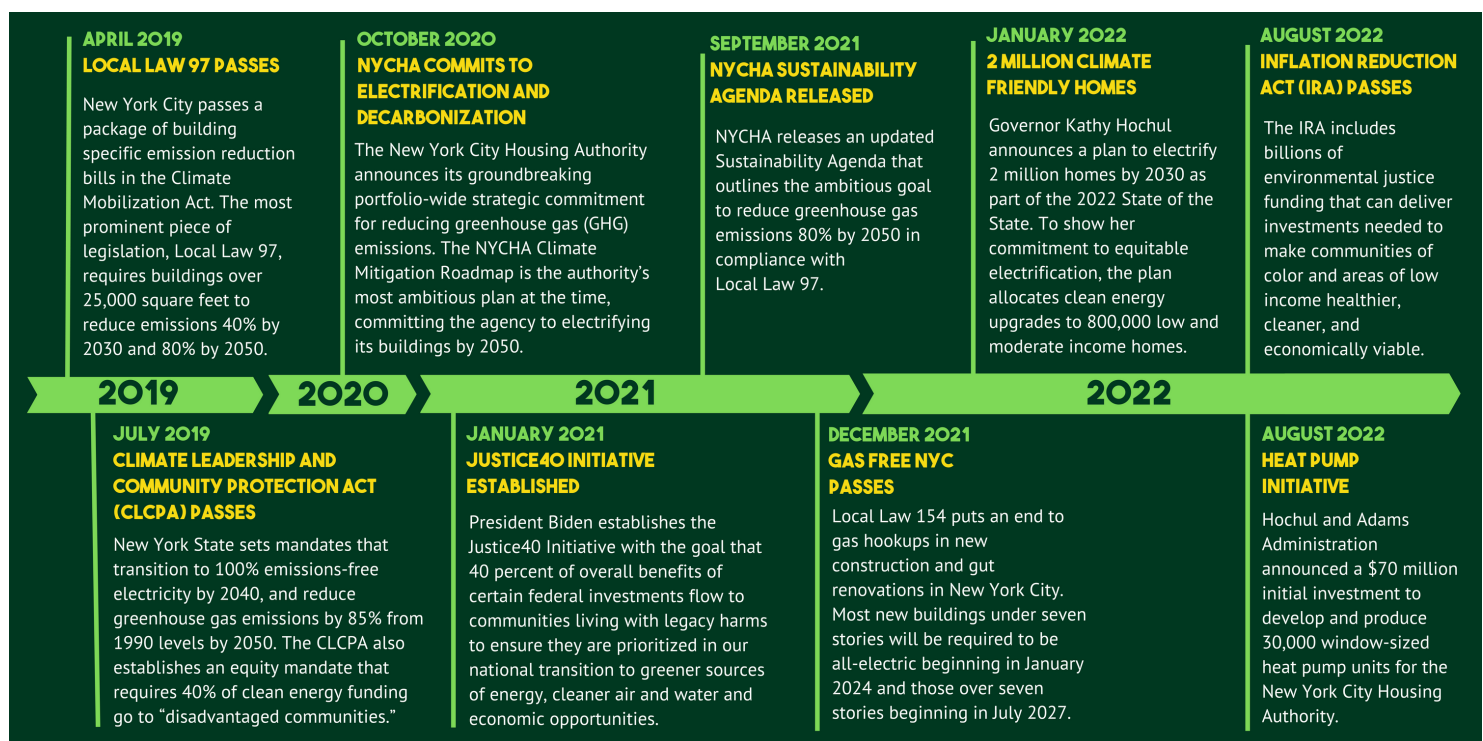 APRIL 2019
LOCAL LAW 97 PASSES
New York City passes a
package of building
specific emission reduction
bills in the Climate
Mobilization Act. The most
prominent piece of
legislation, Local Law 97,
requires buildings over
25,000 square feet to
reduce emissions 40% by
2030 and 80% by 2050.
OCTOBER 2020
NYCHA COMMITS TO
ELECTRIFICATION AND
DECARBONIZATION
The New York City Housing Authority
announces its groundbreaking
portfolio-wide strategic commitment
for reducing greenhouse gas (GHG)
emissions. The NYCHA Climate
Mitigation Roadmap is the authority's
most ambitious plan at the time,
committing the agency to electrifying
its buildings by 2050.
SEPTEMBER 2021
NYCHA SUSTAINABILITY
AGENDA RELEASED
NYCHA releases an updated
Sustainability Agenda that
outlines the ambitious goal
to reduce greenhouse gas
emissions 80% by 2050 in
compliance with
Local Law 97.
JANUARY 2022
2 MILLION CLIMATE
FRIENDLY HOMES
Governor Kathy Hochul
announces a plan to electrify
2 million homes by 2030 as
part of the 2022 State of the
State. To show her
commitment to equitable
electrification, the plan
allocates clean energy
upgrades to 800,000 low and
moderate income homes.
AUGUST 2022
INFLATION REDUCTION
ACT (IRA) PASSES
The IRA includes
billions of
environmental justice
funding that can deliver
investments needed to
make communities of
color and areas of low
income healthier,
cleaner, and
economically viable.
2019
2020
2021
2022
JULY 2019
CLIMATE LEADERSHIP AND
COMMUNITY PROTECTION ACT
(CLCPA) PASSES
New York State sets mandates that
transition to 100% emissions-free
electricity by 2040, and reduce
greenhouse gas emissions by 85% from
1990 levels by 2050. The CLCPA also
establishes an equity mandate that
requires 40% of clean energy funding
go to "disadvantaged communities."
JANUARY 2021
JUSTICE40 INITIATIVE
ESTABLISHED
President Biden establishes the
Justice40 Initiative with the goal that
40 percent of overall benefits of
certain federal investments flow to
communities living with legacy harms
to ensure they are prioritized in our
national transition to greener sources
of energy, cleaner air and water and
economic opportunities.
DECEMBER 2021
GAS FREE NYC
PASSES
Local Law 154 puts an end to
gas hookups in new
construction and gut
renovations in New York City.
Most new buildings under seven
stories will be required to be
all-electric beginning in January
2024 and those over seven
stories beginning in July 2027.
AUGUST 2022
HEAT PUMP
INITIATIVE
Hochul and Adams
Administration
announced a $70 million
initial investment to
develop and produce
30,000 window-sized
heat pump units for the
New York City Housing
Authority.